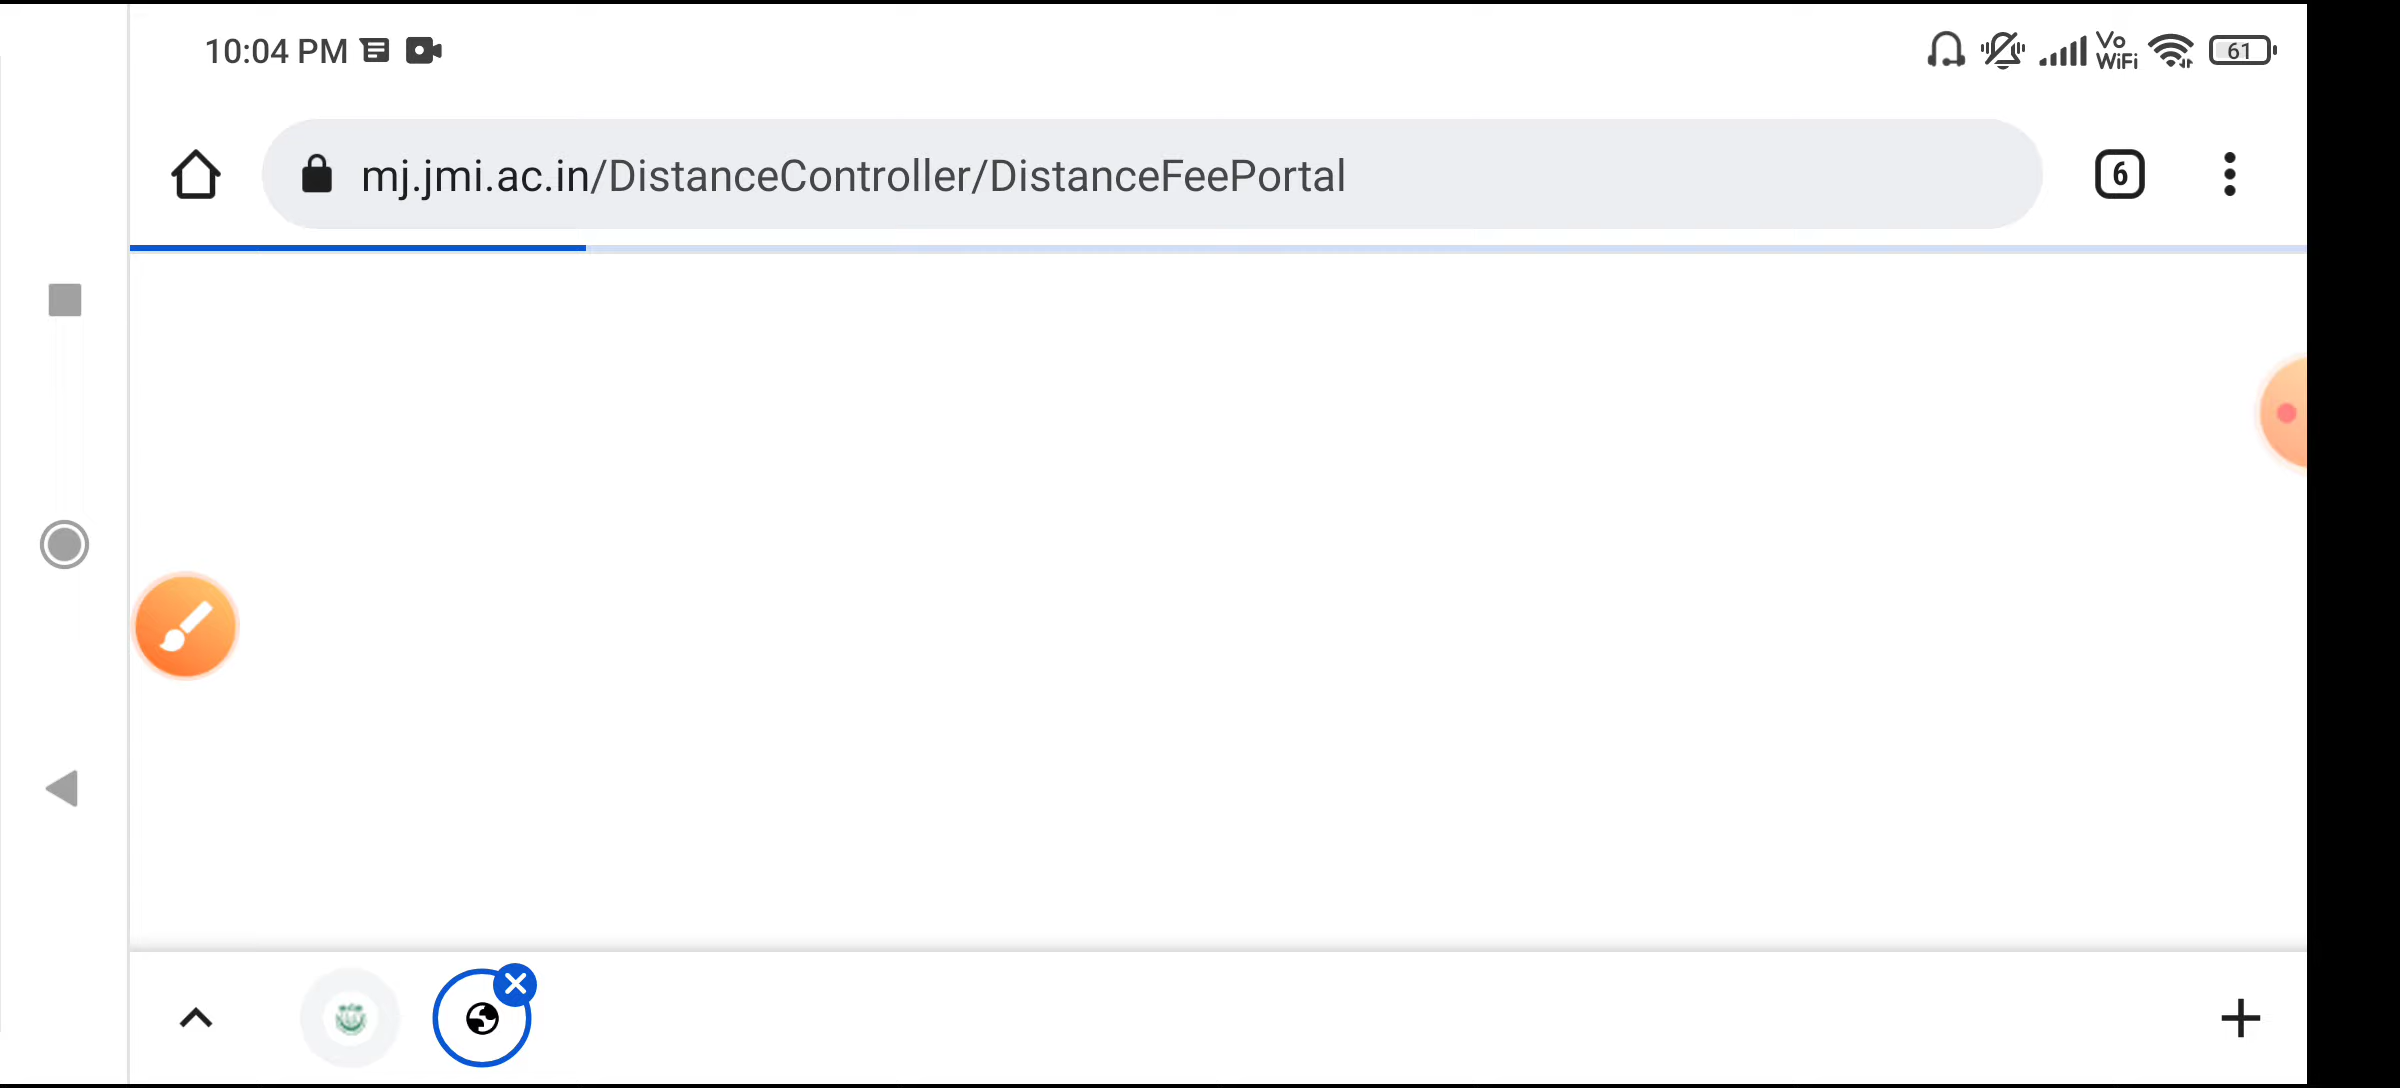 10:04 PM
Vo
WiFi
61
mj.jmi.ac.in/DistanceController/DistanceFeePortal
6